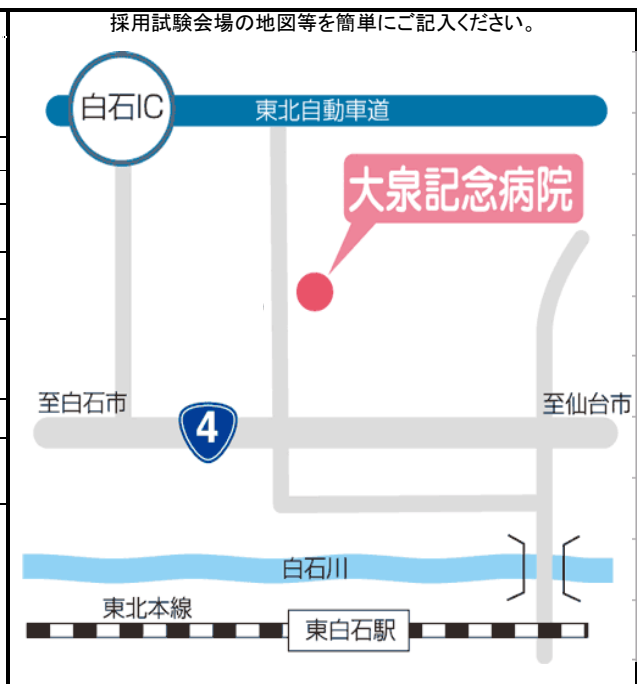 採用試験会場の地図等を簡単にご記入ください。
白石IC
東北自動車道
大泉記念病院
至白石市
4
至仙台市
白石川
東北本線
東白石駅